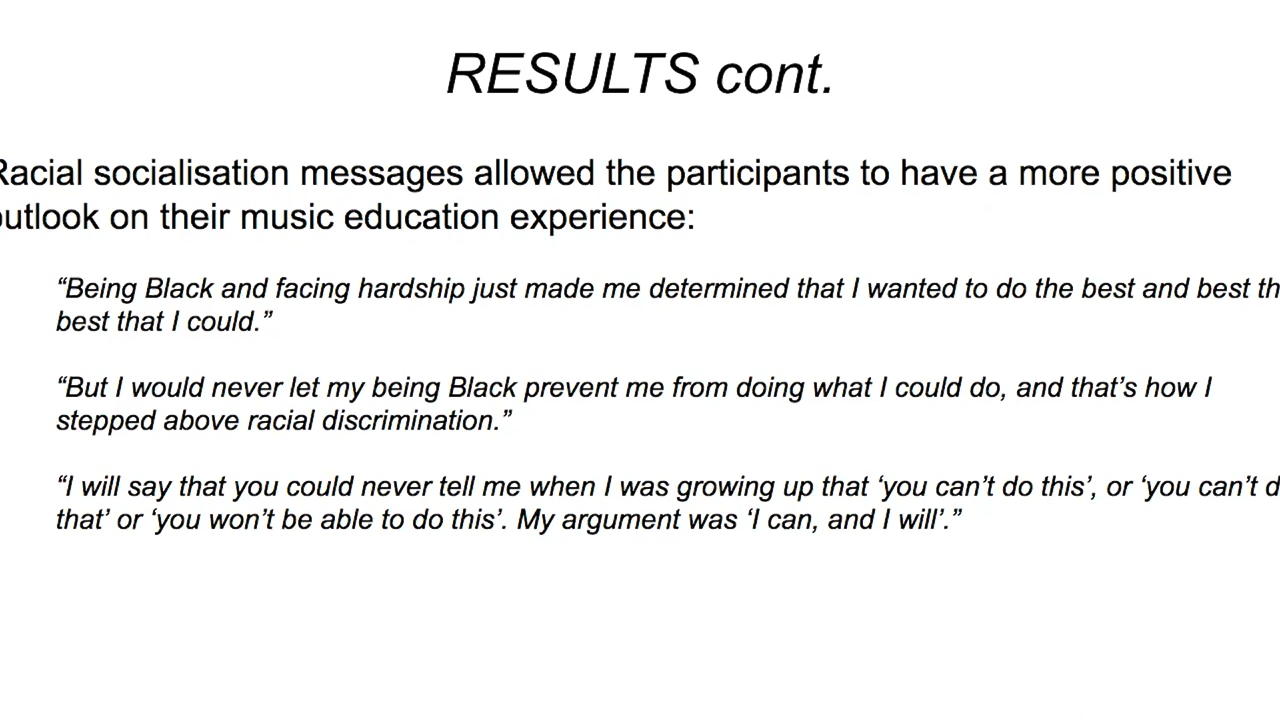 RESULTS cont.
Racial socialisation messages allowed the participants to have a more positive
outlook on their music education experience:
“Being Black and facing hardship just made me determined that I wanted to do the best and best th
best that I could.”
“But I would never let my being Black prevent me from doing what I could do, and that’s how I
stepped above racial discrimination.”
“I will say that you could never tell me when I was growing up that ‘you can’t do this’, or ‘you can’t d
that’ or ‘you won’t be able to do this’. My argument was ‘I can, and I will’.”